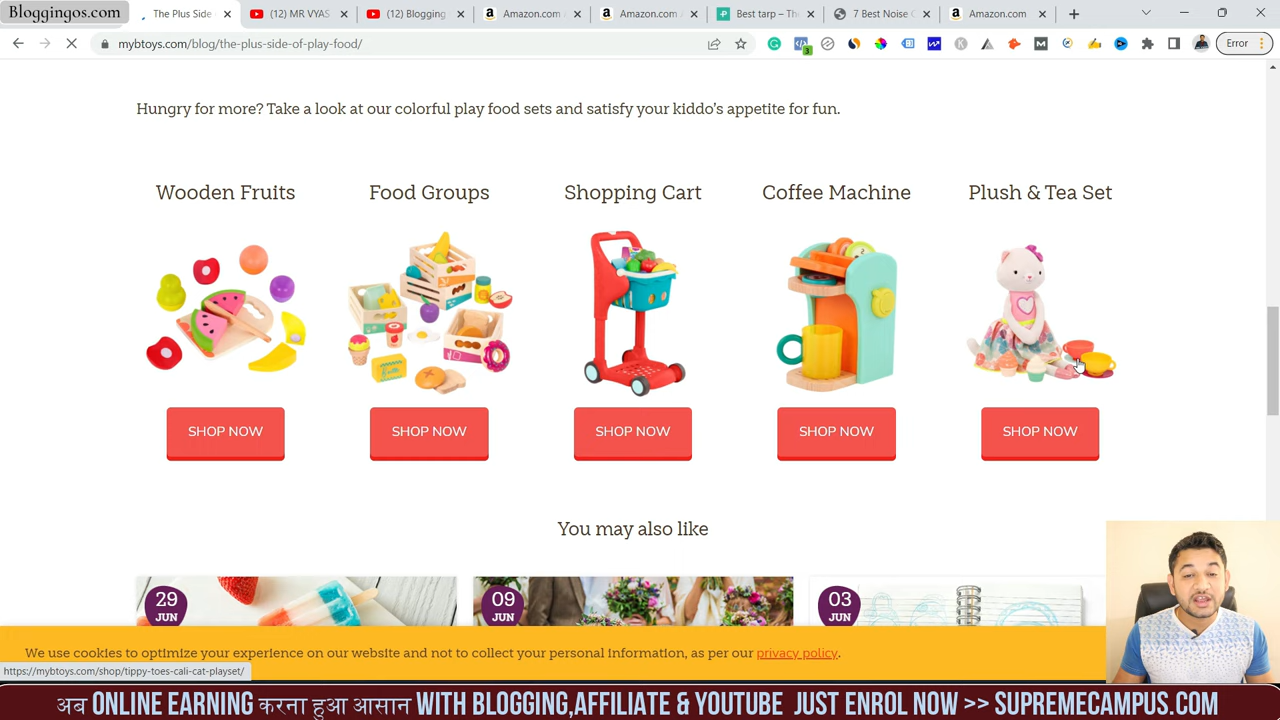 Bloggingos.com
The Plus Side
(12) MR VYAS
(12) Blogging
Amazon.com
Amazon.com
Best tarp – Th
7 Best Noise C
Amazon.com
mybtoys.com/blog/the-plus-side-of-play-food/
3
Error
Hungry for more? Take a look at our colorful play food sets and satisfy your kiddo's appetite for fun.
Wooden Fruits
Food Groups
Shopping Cart
Coffee Machine
Plush & Tea Set
SHOP NOW
SHOP NOW
SHOP NOW
SHOP NOW
SHOP NOW
You may also like
29
JUN
09
JUN
03
JUN
We use cookies to optimize your experience on our website and not to collect your personal information, as per our privacy policy.
https://mybtoys.com/shop/tippy-toes-cali-cat-playset/
अब ONLINE EARNING करना हुआ आसान WITH BLOGGING,AFFILIATE & YOUTUBE JUST ENROL NOW >> SUPREMECAMPUS.COM